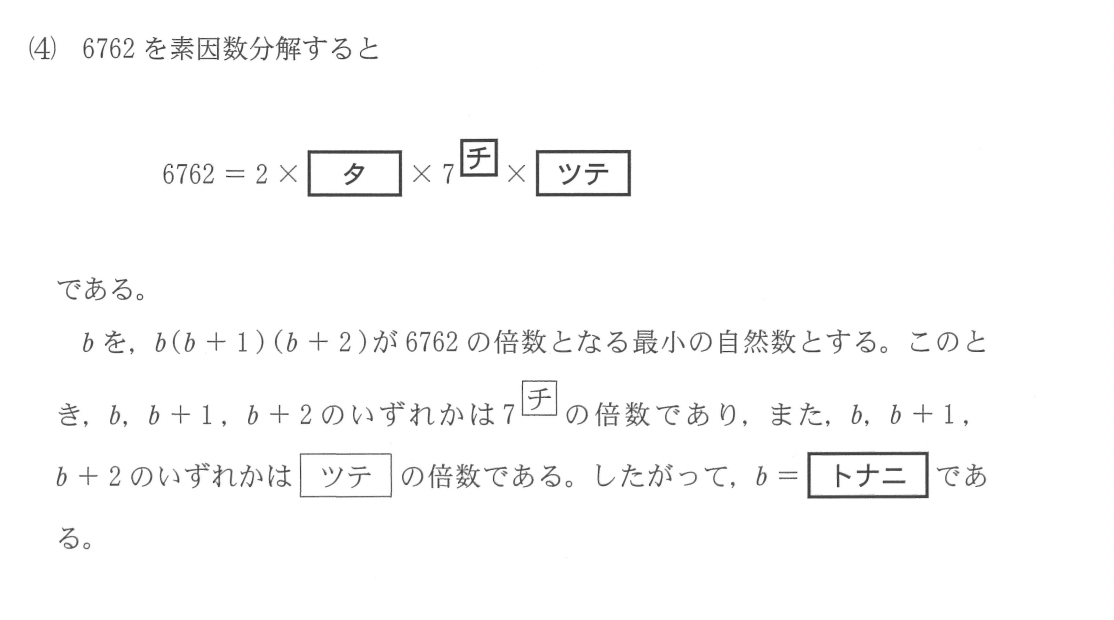 ⑷ 6762 を素因数分解すると
6762 = 2 × タ × 7^チ × ツテ
である。
b を，b(b + 1)(b + 2)が 6762 の倍数となる最小の自然数とする。このと
き，b，b + 1，b + 2 のいずれかは 7^チ の倍数であり，また，b，b + 1，
b + 2 のいずれかは ツテ の倍数である。したがって，b = トナニ であ
る。